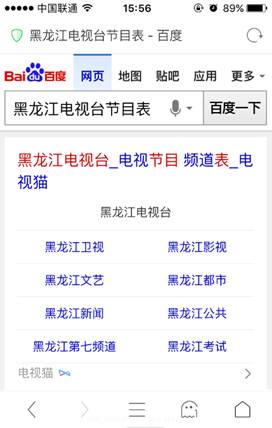 中国联通 15:56 89%
黑龙江电视台节目表 - 百度
Bai du 百度 网页 地图 贴吧 应用 更多
黑龙江电视台节目表 百度一下
黑龙江电视台_电视节目 频道表_电
视猫
黑龙江电视台
黑龙江卫视 黑龙江影视
黑龙江文艺 黑龙江都市
黑龙江新闻 黑龙江公共
黑龙江第七频道 黑龙江考试
电视猫